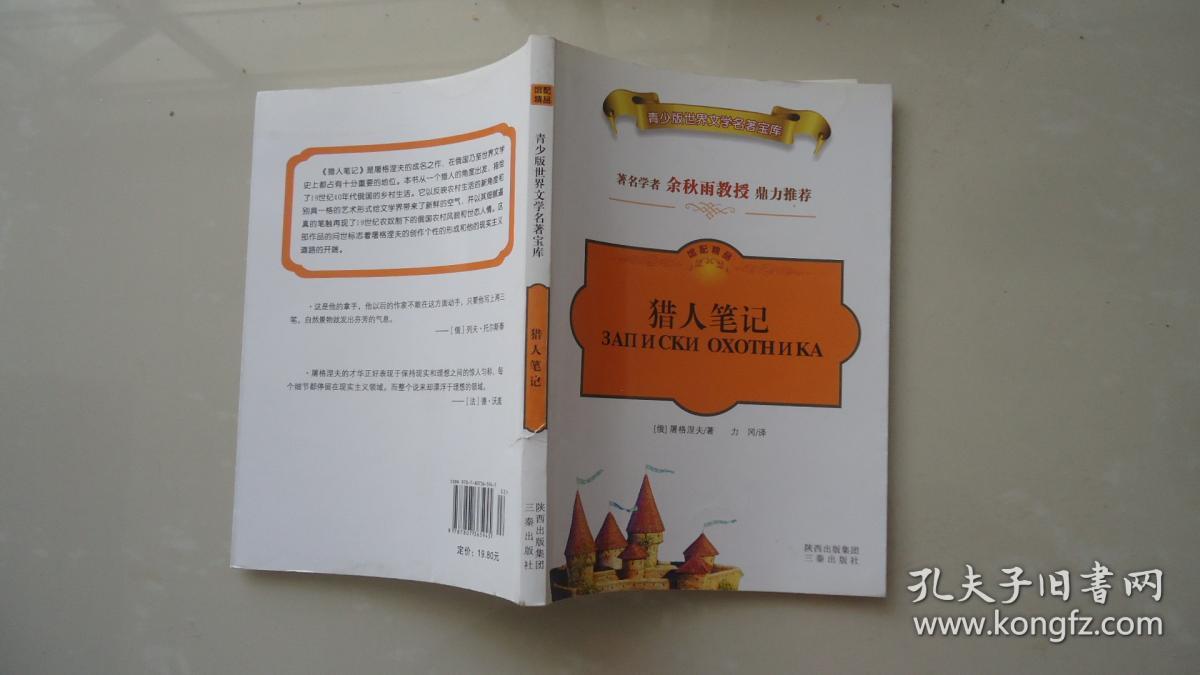 青少版世界文学名著宝库
著名学者 余秋雨教授 鼎力推荐
馆配精品
猎人笔记
ЗАПИСКИ ОХОТНИКА
[俄]屠格涅夫/著 力 冈/译
陕西出版集团
三秦出版社
馆配
精品
青少版世界文学名著宝库
猎人笔记
陕西出版集团
三秦出版社
《猎人笔记》是屠格涅夫的成名之作，在俄国乃至世界文学
史上都占有十分重要的地位。本书从一个猎人的角度出发，描绘
了19世纪40年代俄国的乡村生活。它以反映农村生活的新角度和
别具一格的艺术形式给文学界带来了新鲜的空气，并以其细腻逼
真的笔触再现了19世纪农奴制下的俄国农村风貌和世态人情。这
部作品的问世标志着屠格涅夫的创作个性的形成和他的现实主义
道路的开端。
·这是他的拿手，他以后的作家不敢在这方面动手，只要他写上两三
笔，自然景物就发出芬芳的气息。
——[俄]列夫·托尔斯泰
·屠格涅夫的才华正好表现于保持现实和理想之间的惊人匀称，每
个细节都停留在现实主义领域，而整个说来却漂浮于理想的领域。
——[法]德·沃盖
定价：19.80元
孔夫子旧书网
www.kongfz.com